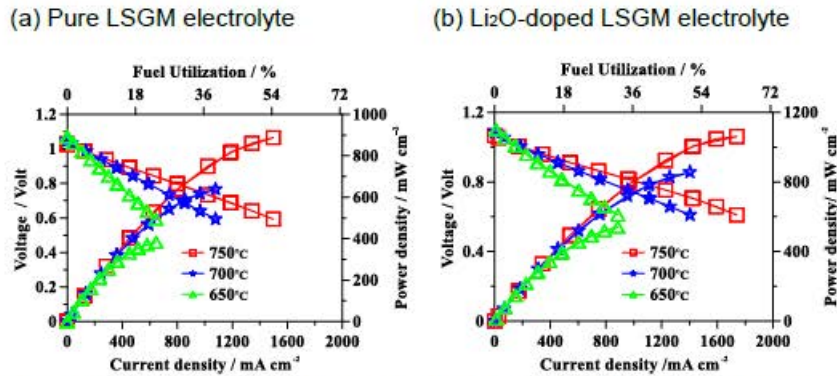 (a) Pure LSGM electrolyte
(b) Li₂O-doped LSGM electrolyte
Fuel Utilization / %
0 18 36 54 72
1.2
1
0.8
0.6
0.4
0.2
0
Voltage / Volt
1000
800
600
400
200
0
Power density / mW cm⁻²
750℃
700℃
650℃
0 400 800 1200 1600 2000
Current density / mA cm⁻²
Fuel Utilization / %
0 18 36 54 72
1.2
0.8
0.4
0
Voltage / Volt
1200
1000
800
600
400
200
0
Power density / mW cm⁻²
750℃
700℃
650℃
0 400 800 1200 1600 2000
Current density /mA cm⁻²